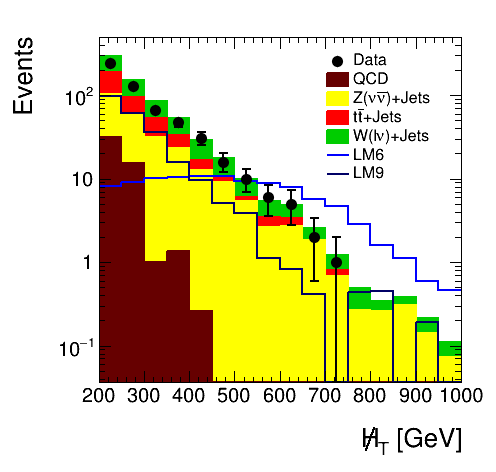 Events
Data
QCD
Z(νν̅)+Jets
tt̅+Jets
W(lν)+Jets
LM6
LM9
10²
10
1
10⁻¹
200 300 400 500 600 700 800 900 1000
H̸_T [GeV]